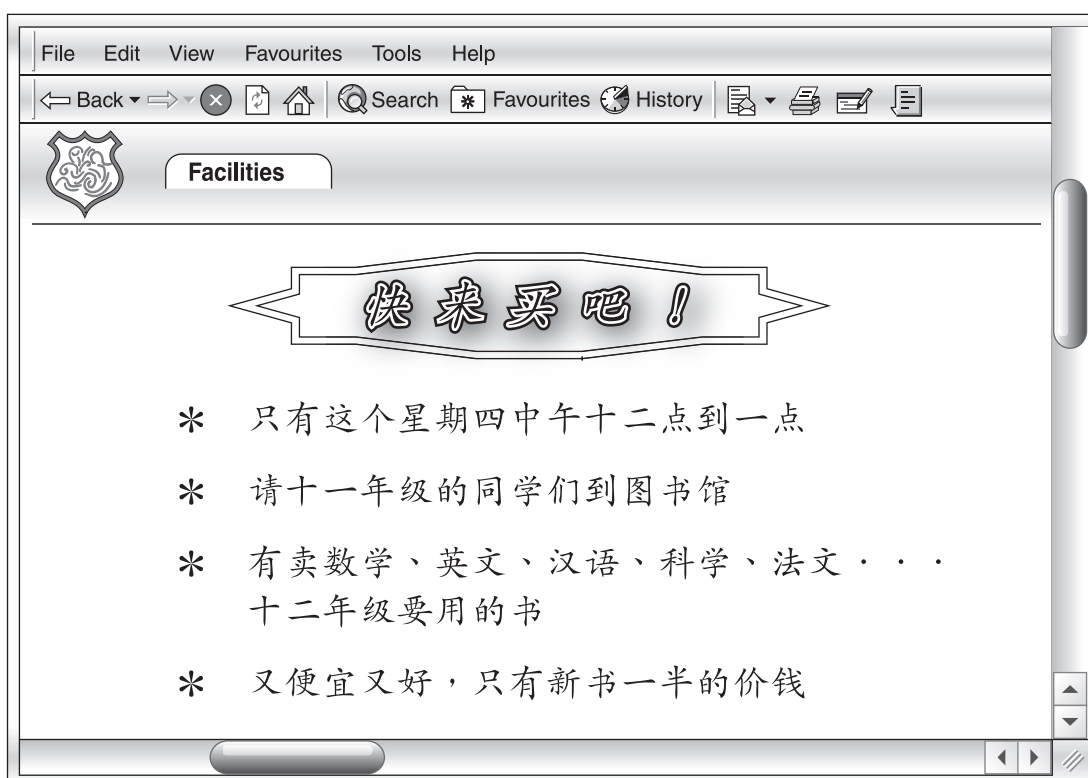 File Edit View Favourites Tools Help
Back Search Favourites History
Facilities
快来买吧！
* 只有这个星期四中午十二点到一点
* 请十一年级的同学们到图书馆
* 有卖数学、英文、汉语、科学、法文···
十二年级要用的书
* 又便宜又好，只有新书一半的价钱